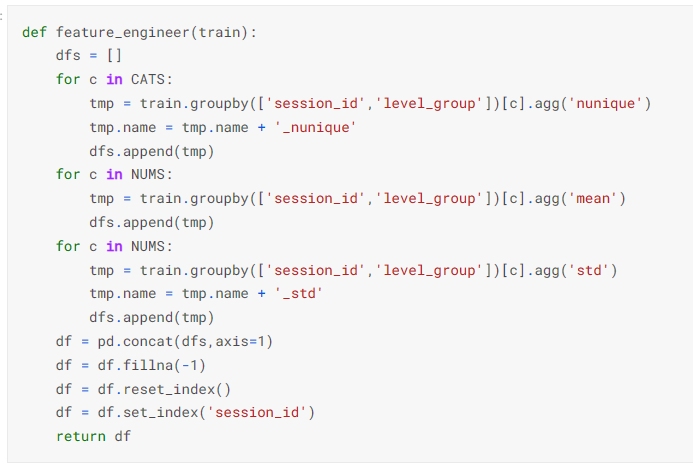 def feature_engineer(train):
    dfs = []
    for c in CATS:
        tmp = train.groupby(['session_id','level_group'])[c].agg('nunique')
        tmp.name = tmp.name + '_nunique'
        dfs.append(tmp)
    for c in NUMS:
        tmp = train.groupby(['session_id','level_group'])[c].agg('mean')
        dfs.append(tmp)
    for c in NUMS:
        tmp = train.groupby(['session_id','level_group'])[c].agg('std')
        tmp.name = tmp.name + '_std'
        dfs.append(tmp)
    df = pd.concat(dfs,axis=1)
    df = df.fillna(-1)
    df = df.reset_index()
    df = df.set_index('session_id')
    return df